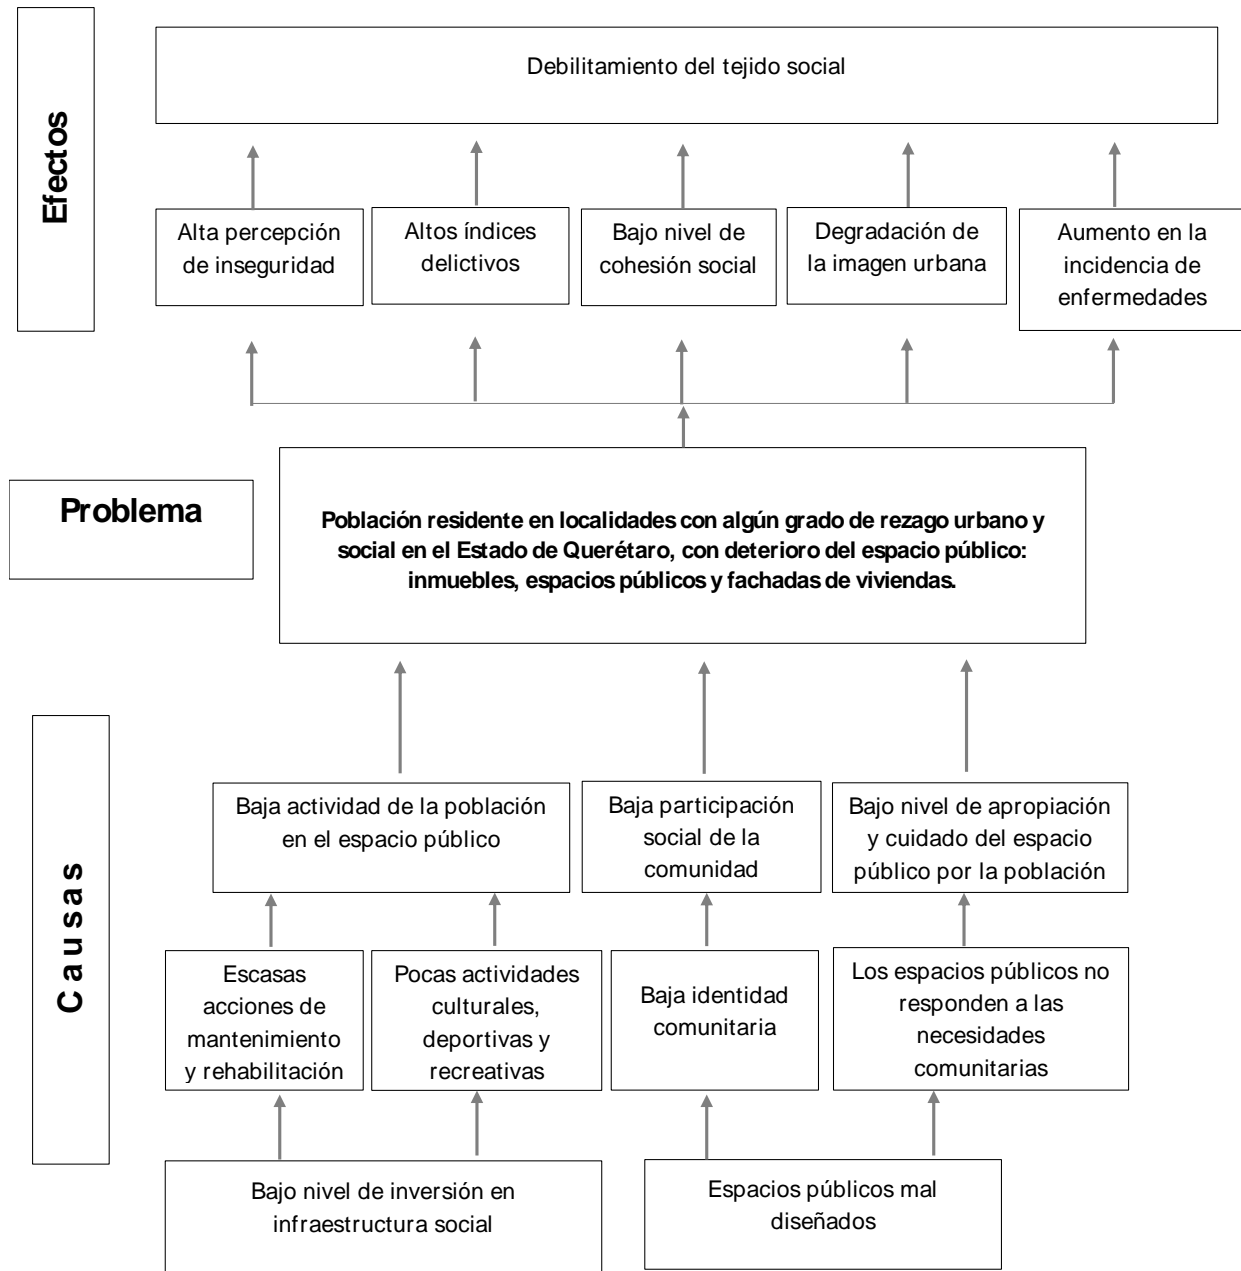 Efectos
Debilitamiento del tejido social
Alta percepción
de inseguridad
Altos índices
delictivos
Bajo nivel de
cohesión social
Degradación de
la imagen urbana
Aumento en la
incidencia de
enfermedades
Problema
Población residente en localidades con algún grado de rezago urbano y
social en el Estado de Querétaro, con deterioro del espacio público:
inmuebles, espacios públicos y fachadas de viviendas.
Causas
Baja actividad de la población
en el espacio público
Baja participación
social de la
comunidad
Bajo nivel de apropiación
y cuidado del espacio
público por la población
Escasas
acciones de
mantenimiento
y rehabilitación
Pocas actividades
culturales,
deportivas y
recreativas
Baja identidad
comunitaria
Los espacios públicos no
responden a las
necesidades
comunitarias
Bajo nivel de inversión en
infraestructura social
Espacios públicos mal
diseñados